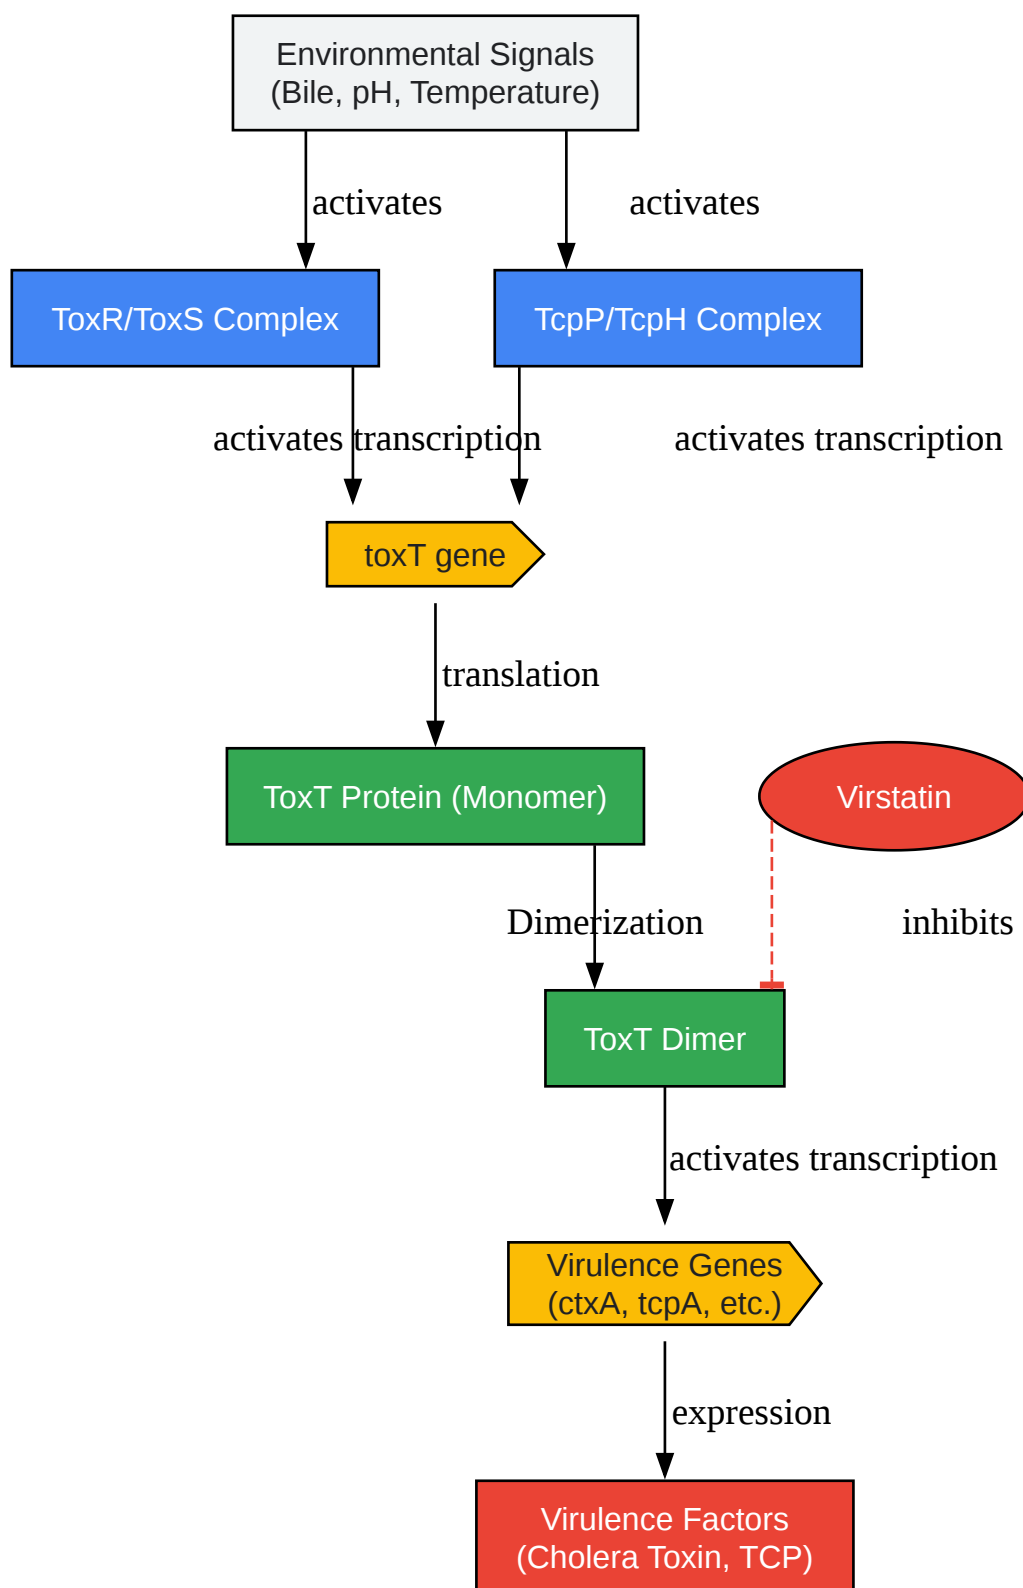 Environmental Signals
(Bile, pH, Temperature)
activates
activates
ToxR/ToxS Complex
TcpP/TcpH Complex
activates transcription
activates transcription
toxT gene
translation
ToxT Protein (Monomer)
Virstatin
Dimerization
inhibits
ToxT Dimer
activates transcription
Virulence Genes
(ctxA, tcpA, etc.)
expression
Virulence Factors
(Cholera Toxin, TCP)